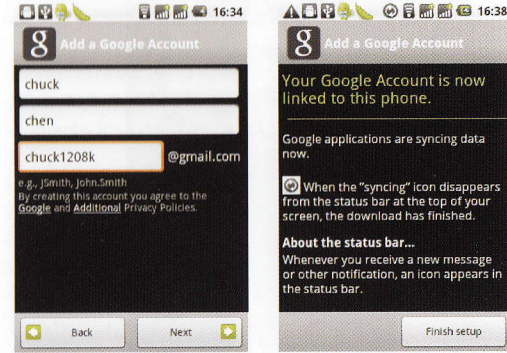 16:34
g Add a Google Account
chuck
chen
chuck1208k @gmail.com
e.g., JSmith, John.Smith
By creating this account you agree to the
Google and Additional Privacy Policies.
Back Next
16:38
g Add a Google Account
Your Google Account is now
linked to this phone.
Google applications are syncing data
now.
When the "syncing" icon disappears
from the status bar at the top of your
screen, the download has finished.
About the status bar...
Whenever you receive a new message
or other notification, an icon appears in
the status bar.
Finish setup